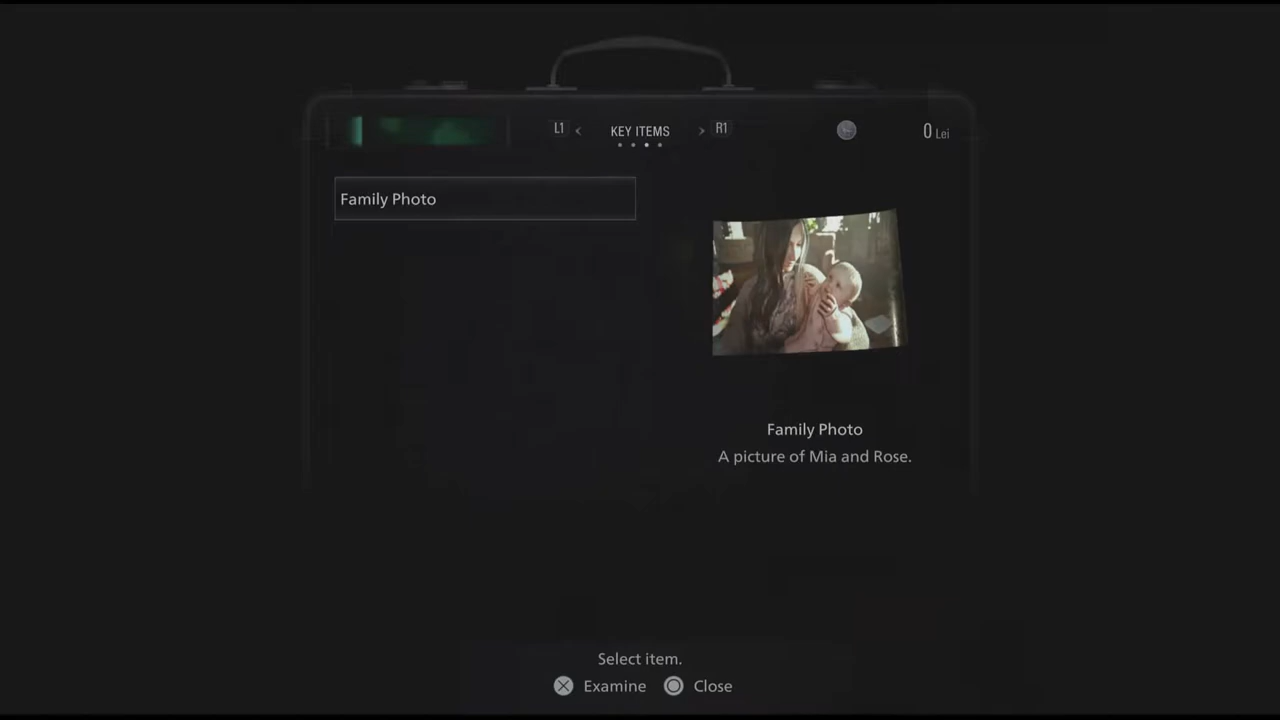 L1 < KEY ITEMS > R1
0 Lei
Family Photo
Family Photo
A picture of Mia and Rose.
Select item.
Examine Close